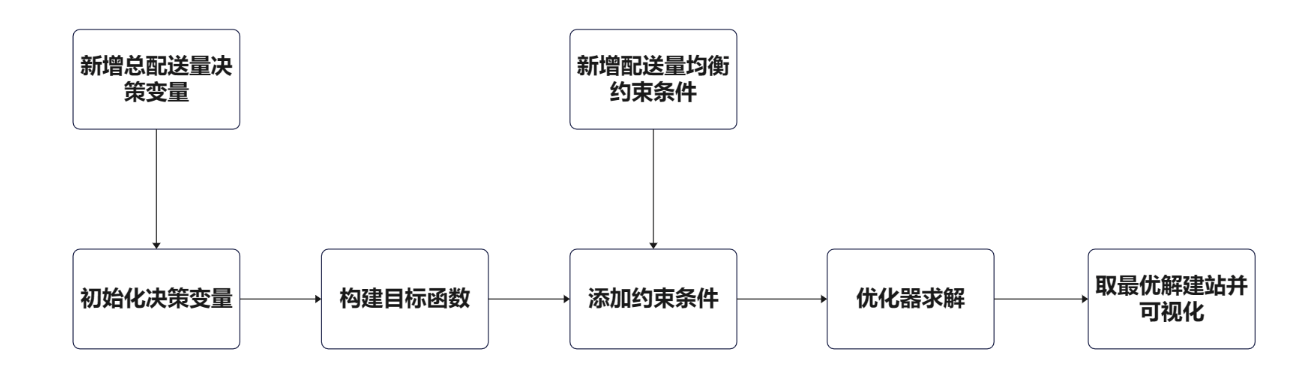 新增总配送量决
策变量
新增配送量均衡
约束条件
初始化决策变量
构建目标函数
添加约束条件
优化器求解
取最优解建站并
可视化